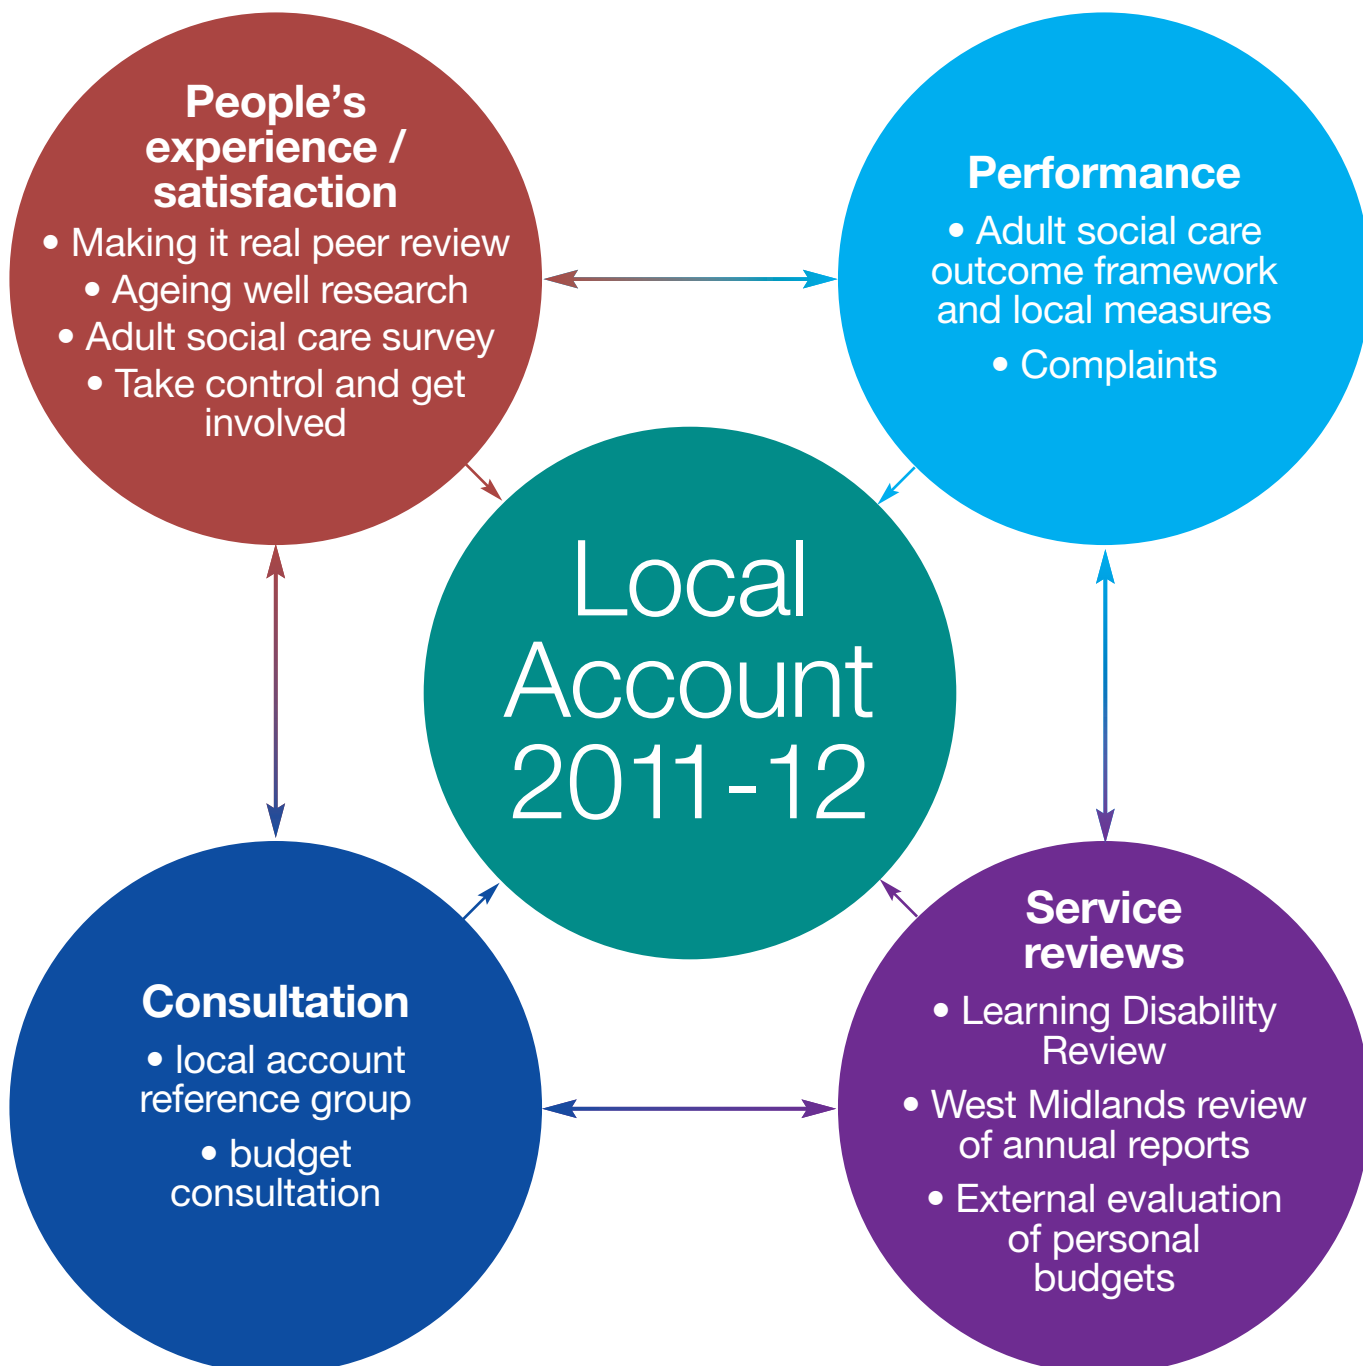 People’s
experience /
satisfaction
• Making it real peer review
• Ageing well research
• Adult social care survey
• Take control and get
involved
Performance
• Adult social care
outcome framework
and local measures
• Complaints
Local
Account
2011-12
Consultation
• local account
reference group
• budget
consultation
Service
reviews
• Learning Disability
Review
• West Midlands review
of annual reports
• External evaluation
of personal
budgets